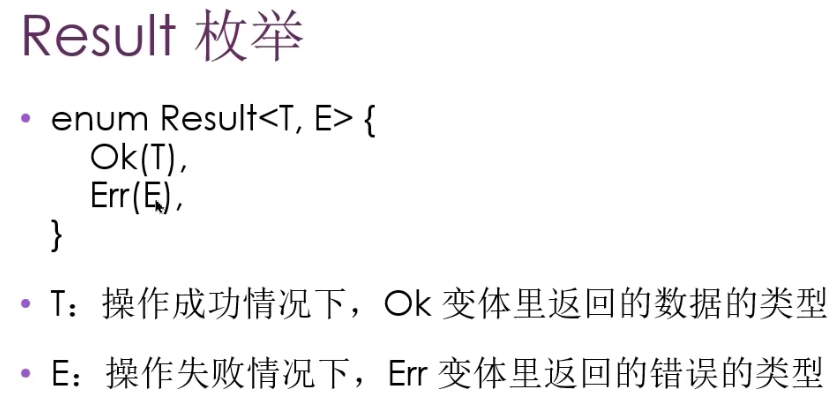 Result 枚举
• enum Result<T, E> {
Ok(T),
Err(E),
}
• T：操作成功情况下，Ok 变体里返回的数据的类型
• E：操作失败情况下，Err 变体里返回的错误的类型